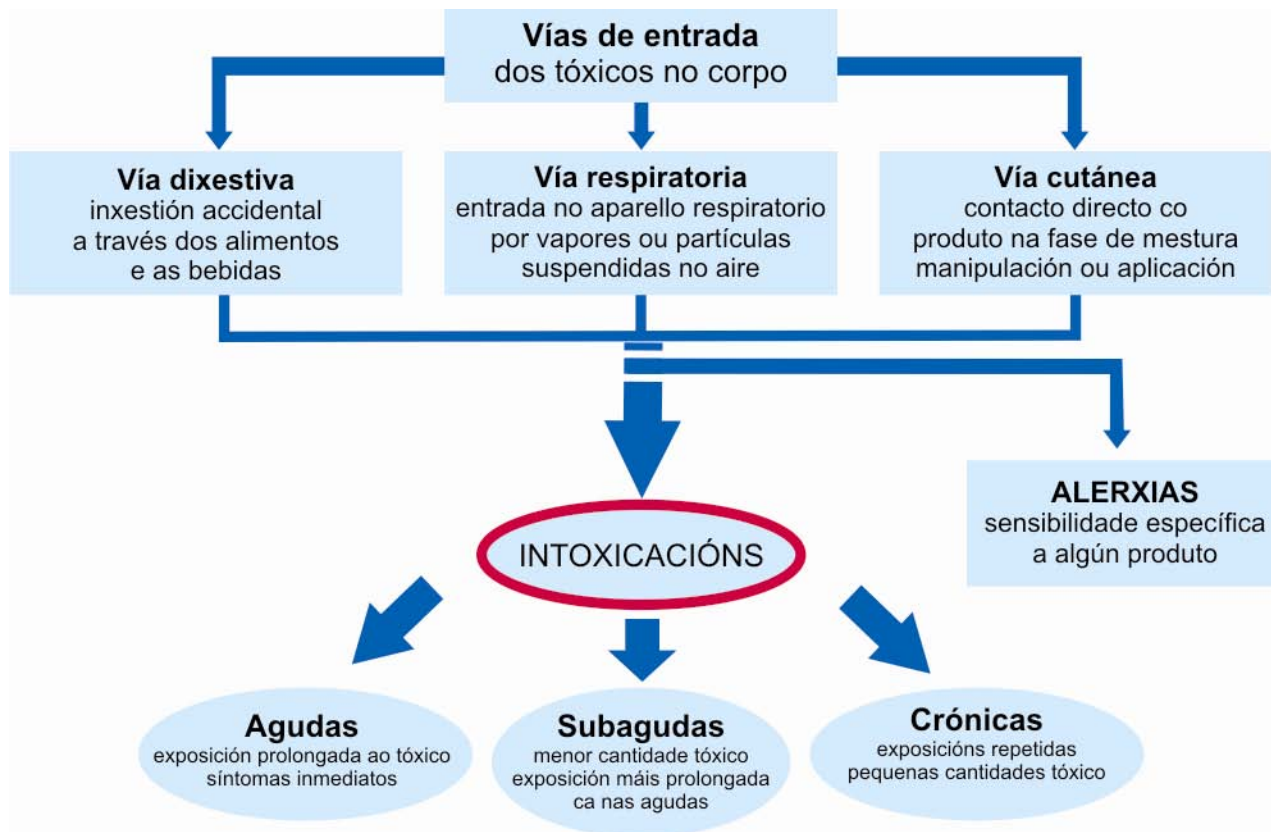 Vías de entrada
dos tóxicos no corpo
Vía dixestiva
inxestión accidental
a través dos alimentos
e as bebidas
Vía respiratoria
entrada no aparello respiratorio
por vapores ou partículas
suspendidas no aire
Vía cutánea
contacto directo co
produto na fase de mestura
manipulación ou aplicación
ALERXIAS
sensibilidade específica
a algún produto
INTOXICACIÓNS
Agudas
exposición prolongada ao tóxico
síntomas inmediatos
Subagudas
menor cantidade tóxico
exposición máis prolongada
ca nas agudas
Crónicas
exposicións repetidas
pequenas cantidades tóxico